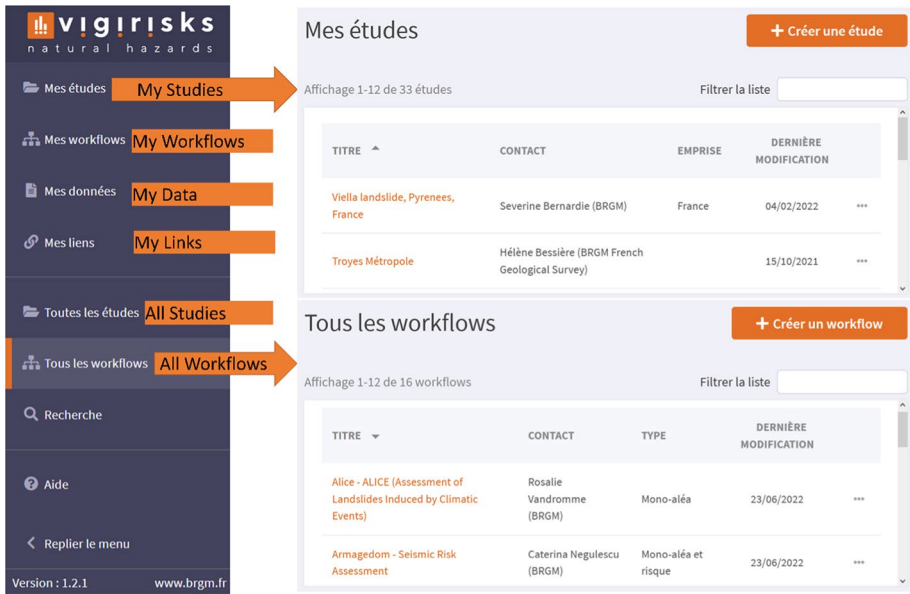 vigirisks
natural hazards
Mes études
My Studies
Mes workflows
My Workflows
Mes données
My Data
Mes liens
My Links
Toutes les études
All Studies
Tous les workflows
All Workflows
Recherche
Aide
Replier le menu
Version : 1.2.1
www.brgm.fr
Mes études
+ Créer une étude
Affichage 1-12 de 33 études
Filtrer la liste
TITRE
CONTACT
EMPRISE
DERNIÈRE
MODIFICATION
Viella landslide, Pyrenees,
France
Severine Bernardie (BRGM)
France
04/02/2022
Troyes Métropole
Hélène Bessière (BRGM French
Geological Survey)
15/10/2021
Tous les workflows
+ Créer un workflow
Affichage 1-12 de 16 workflows
Filtrer la liste
TITRE
CONTACT
TYPE
DERNIÈRE
MODIFICATION
Alice - ALICE (Assessment of
Landslides Induced by Climatic
Events)
Rosalie
Vandromme
(BRGM)
Mono-aléa
23/06/2022
Armagedom - Seismic Risk
Assessment
Caterina Negulescu
(BRGM)
Mono-aléa et
risque
23/06/2022